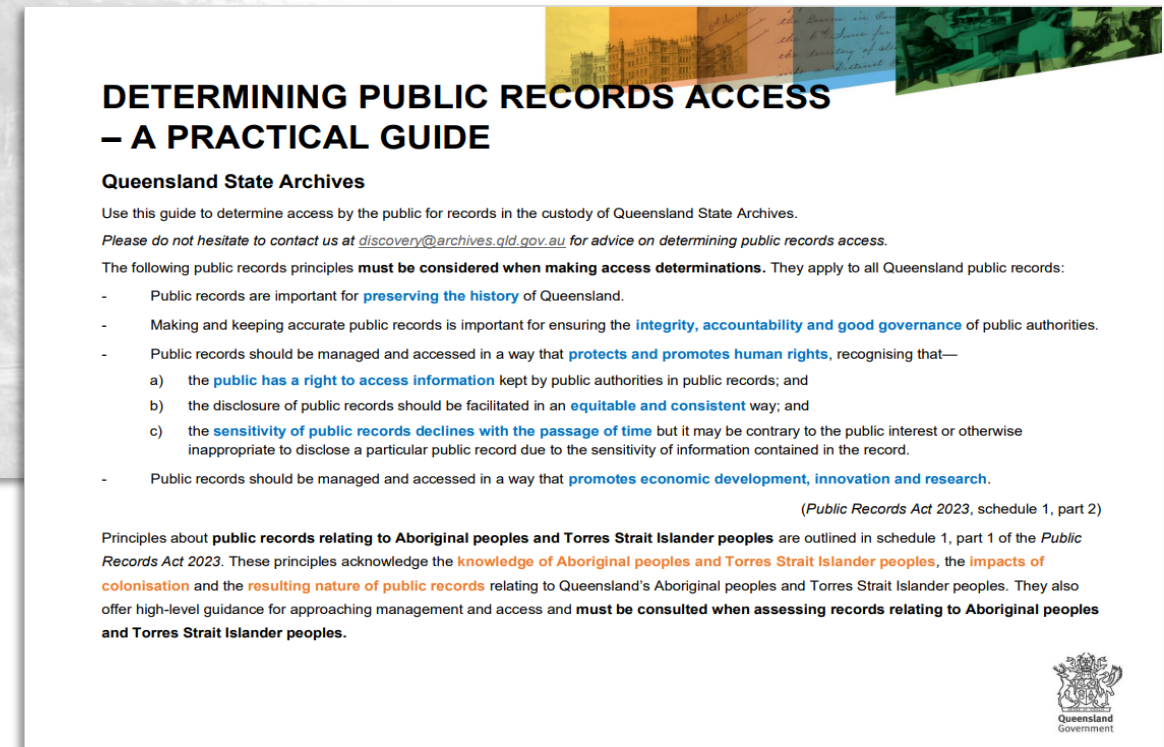 DETERMINING PUBLIC RECORDS ACCESS
– A PRACTICAL GUIDE
Queensland State Archives
Use this guide to determine access by the public for records in the custody of Queensland State Archives.
Please do not hesitate to contact us at discovery@archives.qld.gov.au for advice on determining public records access.
The following public records principles must be considered when making access determinations. They apply to all Queensland public records:
- Public records are important for preserving the history of Queensland.
- Making and keeping accurate public records is important for ensuring the integrity, accountability and good governance of public authorities.
- Public records should be managed and accessed in a way that protects and promotes human rights, recognising that—
a) the public has a right to access information kept by public authorities in public records; and
b) the disclosure of public records should be facilitated in an equitable and consistent way; and
c) the sensitivity of public records declines with the passage of time but it may be contrary to the public interest or otherwise
inappropriate to disclose a particular public record due to the sensitivity of information contained in the record.
- Public records should be managed and accessed in a way that promotes economic development, innovation and research.
(Public Records Act 2023, schedule 1, part 2)
Principles about public records relating to Aboriginal peoples and Torres Strait Islander peoples are outlined in schedule 1, part 1 of the Public
Records Act 2023. These principles acknowledge the knowledge of Aboriginal peoples and Torres Strait Islander peoples, the impacts of
colonisation and the resulting nature of public records relating to Queensland's Aboriginal peoples and Torres Strait Islander peoples. They also
offer high-level guidance for approaching management and access and must be consulted when assessing records relating to Aboriginal peoples
and Torres Strait Islander peoples.
Queensland
Government